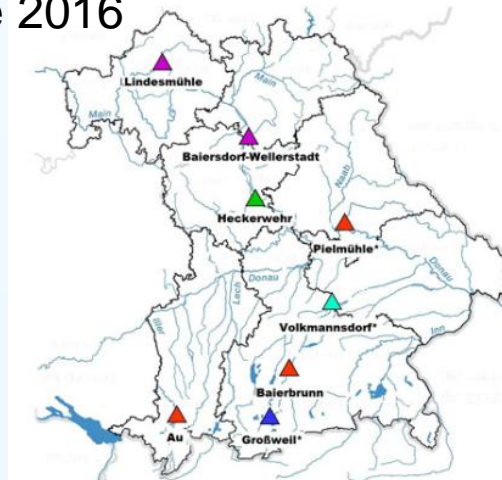 2016
Lindesmühle
Main
Main
Baiersdorf-Wellerstadt
Naab
Heckerwehr
Pielmühle*
Donau
Donau
Lech
Iller
Volkmannsdorf*
Inn
Baierbrunn
Au
Großweil*